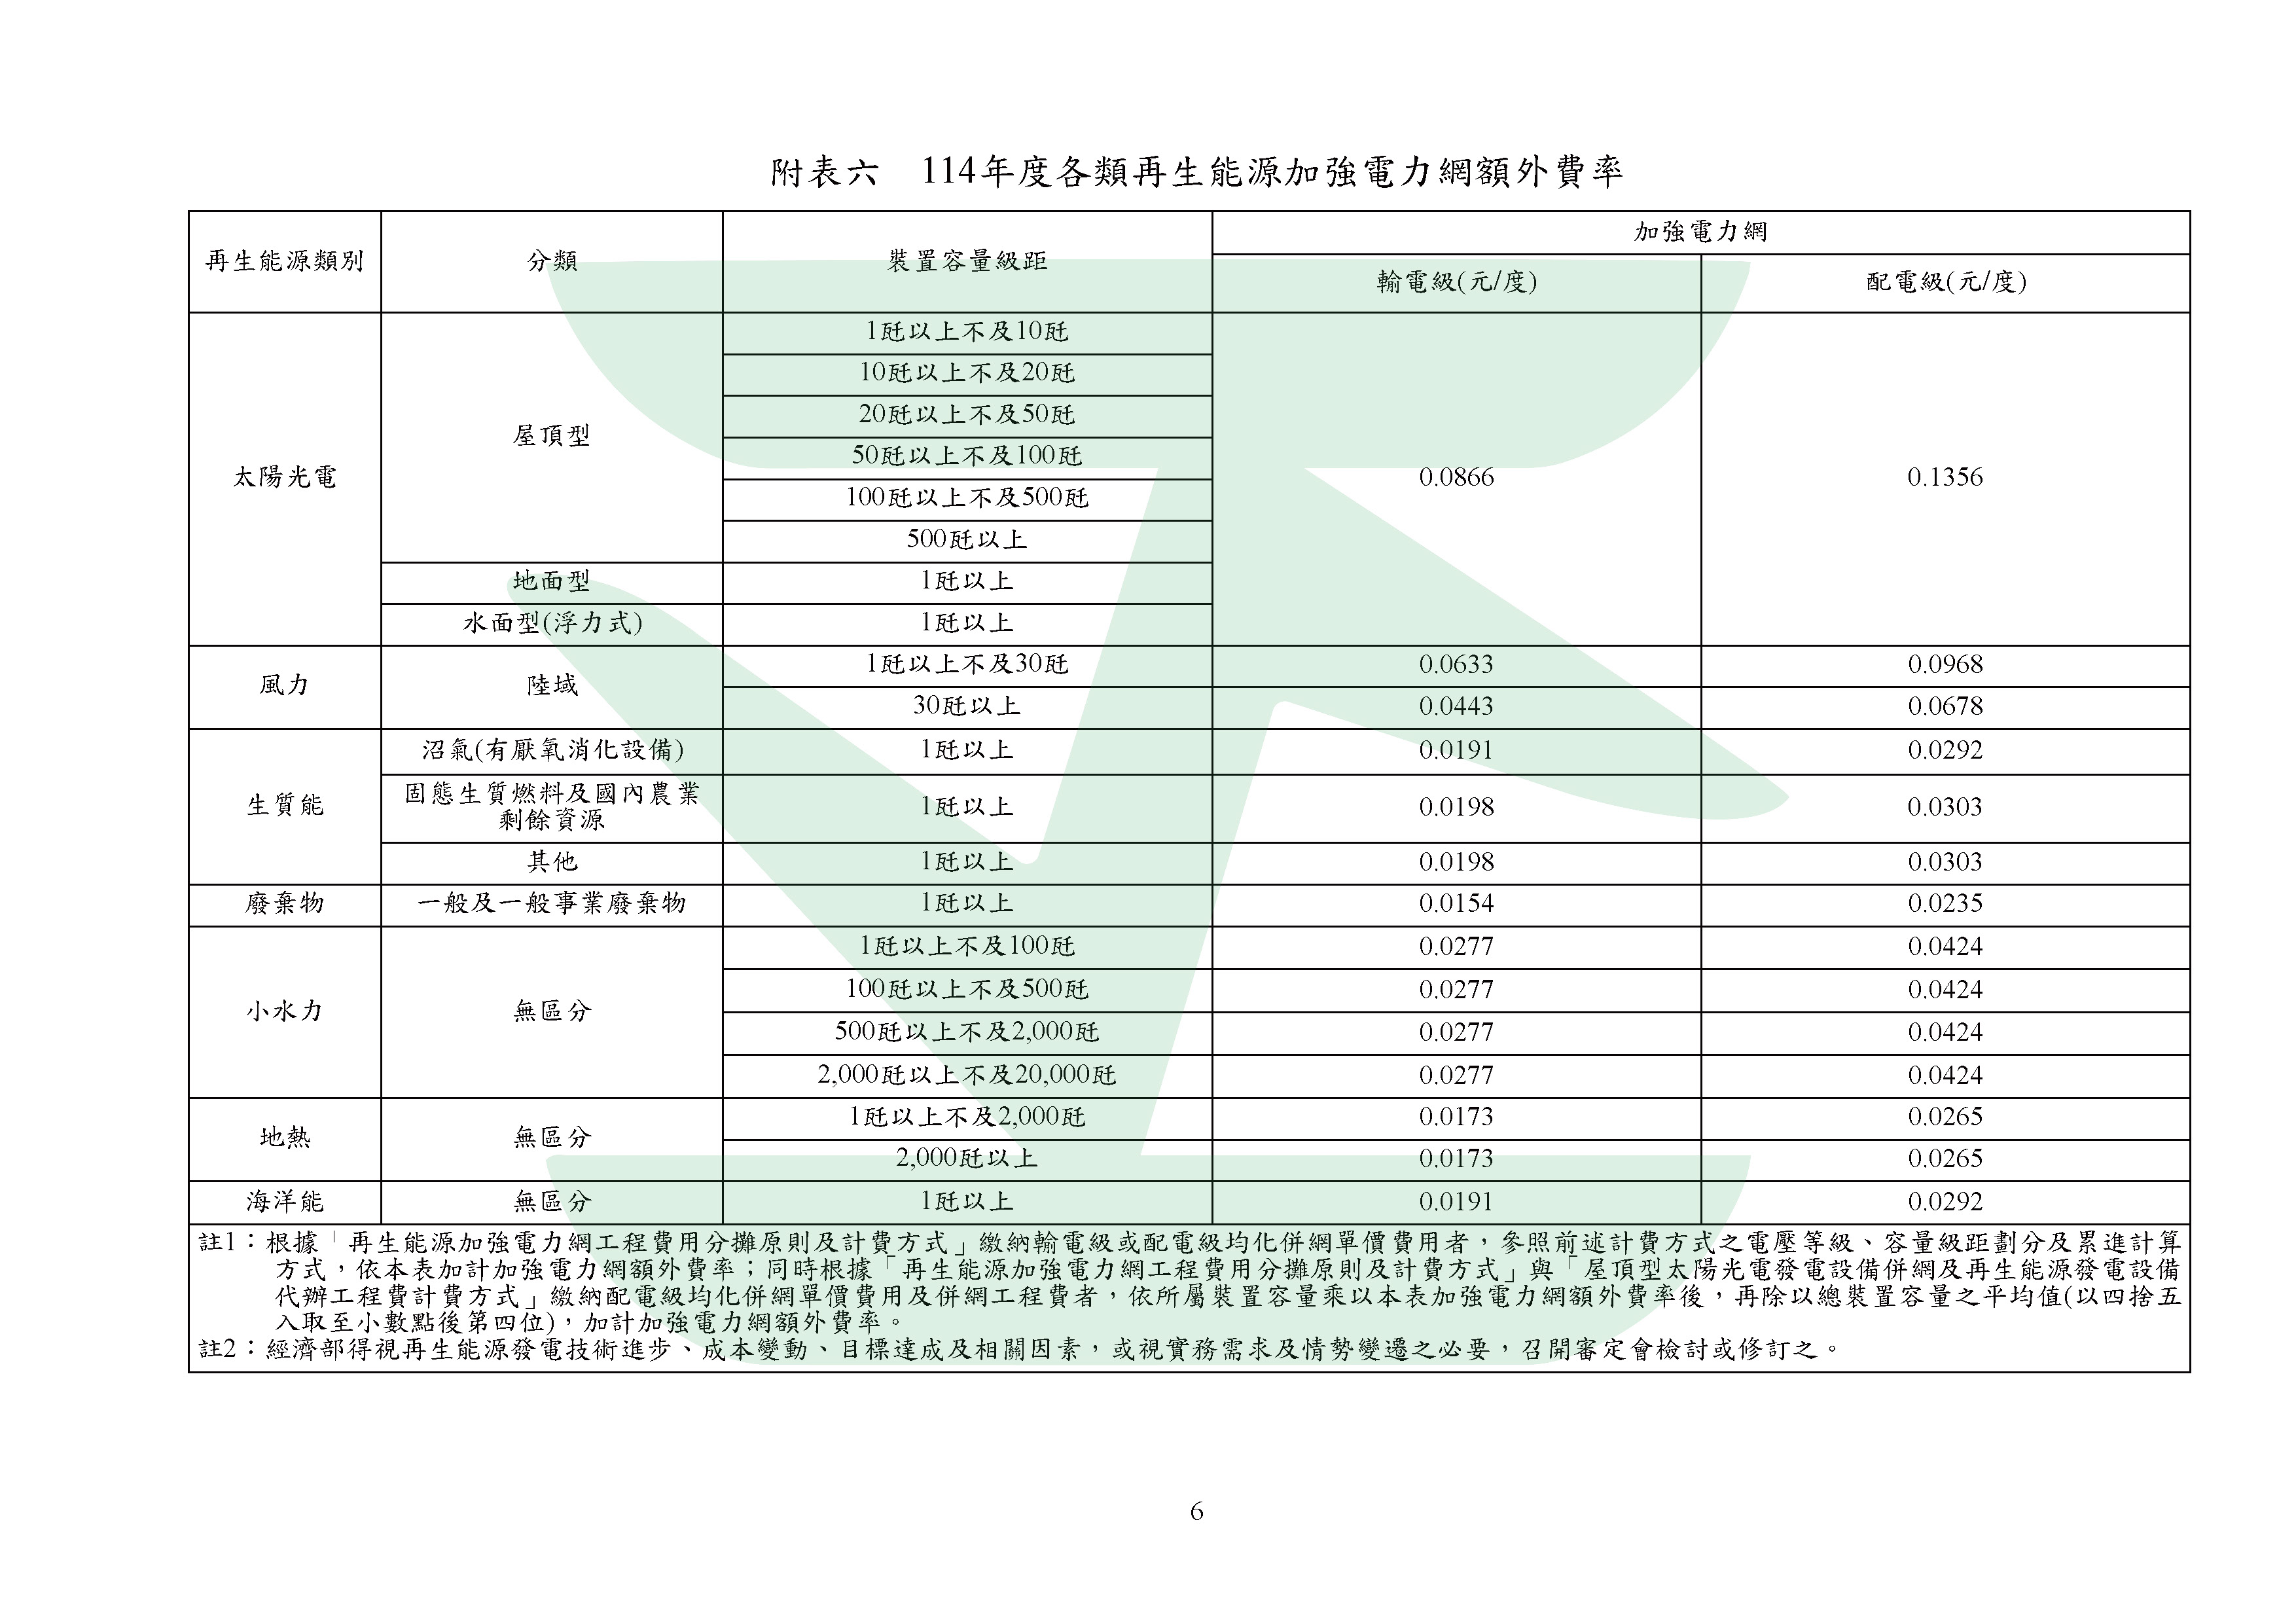 附表六　114年度各類再生能源加強電力網額外費率
再生能源類別 分類 裝置容量級距 加強電力網
輸電級(元/度) 配電級(元/度)
太陽光電 屋頂型 1瓩以上不及10瓩 0.0866 0.1356
10瓩以上不及20瓩
20瓩以上不及50瓩
50瓩以上不及100瓩
100瓩以上不及500瓩
500瓩以上
地面型 1瓩以上
水面型(浮力式) 1瓩以上
風力 陸域 1瓩以上不及30瓩 0.0633 0.0968
30瓩以上 0.0443 0.0678
生質能 沼氣(有厭氧消化設備) 1瓩以上 0.0191 0.0292
固態生質燃料及國內農業
剩餘資源 1瓩以上 0.0198 0.0303
其他 1瓩以上 0.0198 0.0303
廢棄物 一般及一般事業廢棄物 1瓩以上 0.0154 0.0235
小水力 無區分 1瓩以上不及100瓩 0.0277 0.0424
100瓩以上不及500瓩 0.0277 0.0424
500瓩以上不及2,000瓩 0.0277 0.0424
2,000瓩以上不及20,000瓩 0.0277 0.0424
地熱 無區分 1瓩以上不及2,000瓩 0.0173 0.0265
2,000瓩以上 0.0173 0.0265
海洋能 無區分 1瓩以上 0.0191 0.0292
註1：根據「再生能源加強電力網工程費用分攤原則及計費方式」繳納輸電級或配電級均化併網單價費用者，參照前述計費方式之電壓等級、容量級距劃分及累進計算
方式，依本表加計加強電力網額外費率；同時根據「再生能源加強電力網工程費用分攤原則及計費方式」與「屋頂型太陽光電發電設備併網及再生能源發電設備
代辦工程費計費方式」繳納配電級均化併網單價費用及併網工程費者，依所屬裝置容量乘以本表加強電力網額外費率後，再除以總裝置容量之平均值(以四捨五
入取至小數點後第四位)，加計加強電力網額外費率。
註2：經濟部得視再生能源發電技術進步、成本變動、目標達成及相關因素，或視實務需求及情勢變遷之必要，召開審定會檢討或修訂之。
6